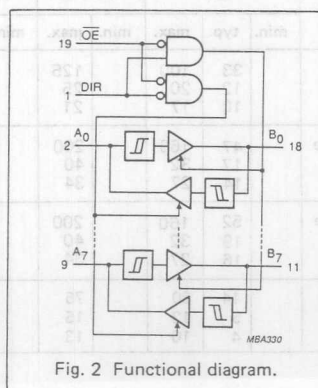 OE
19
1 DIR
A0
B0
2
18
A7
B7
9
11
MBA330
Fig. 2 Functional diagram.